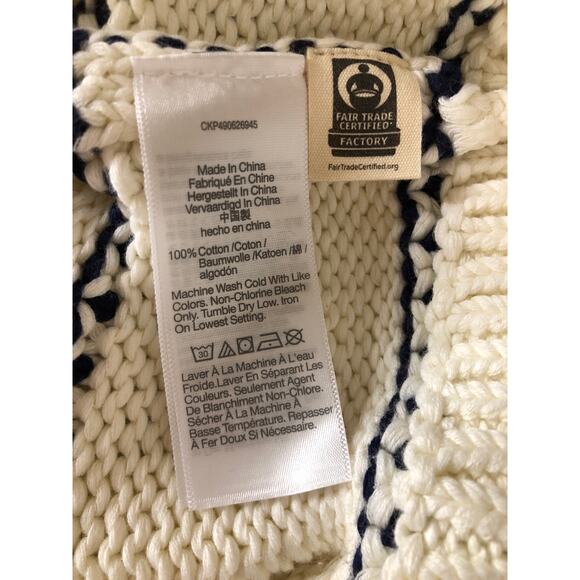 CKP490626945
Made In China
Fabriqué En Chine
Hergestellt In China
Vervaardigd In China
中国製
hecho en china
100% Cotton /Coton /
Baumwolle /Katoen /綿 /
algodón
Machine Wash Cold With Like
Colors. Non-Chlorine Bleach
Only. Tumble Dry Low. Iron
On Lowest Setting.
30
Laver À La Machine À L'eau
Froide.Laver En Séparant Les
Couleurs. Seulement Agent
De Blanchiment Non-Chlore.
Sécher À La Machine À
Basse Température. Repasser
À Fer Doux Si Nécessaire.
FAIR TRADE
CERTIFIED
FACTORY
FairTradeCertified.org